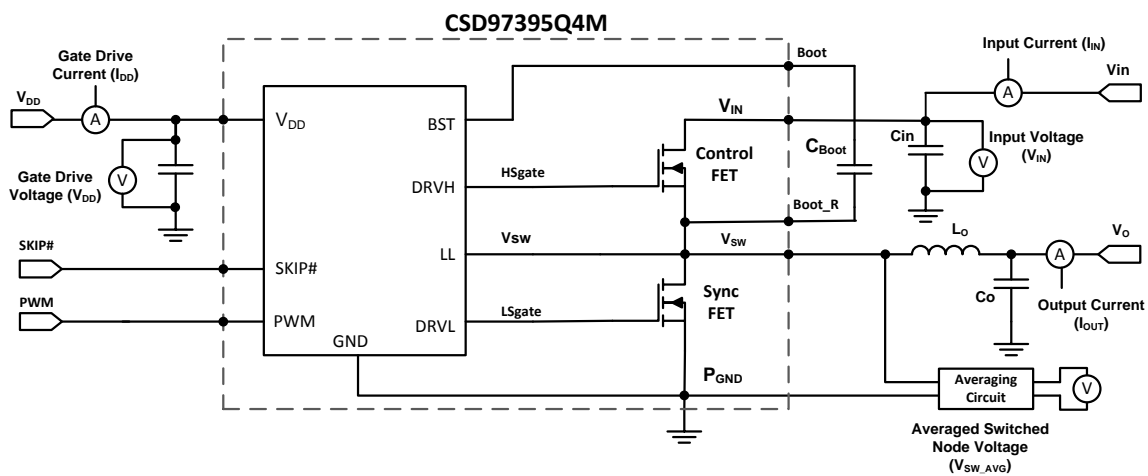 CSD97395Q4M
Gate Drive
Current (IDD)
VDD
A
V
Gate Drive
Voltage (VDD)
SKIP#
PWM
VDD
BST
DRVH
LL
SKIP#
PWM
DRVL
GND
HSgate
Vsw
LSgate
Boot
VIN
Control
FET
CBoot
Boot_R
VSW
Sync
FET
PGND
Input Current (IIN)
Vin
A
Cin
V
Input Voltage
(VIN)
LO
VO
A
Co
Output Current
(IOUT)
Averaging
Circuit
V
Averaged Switched
Node Voltage
(VSW_AVG)